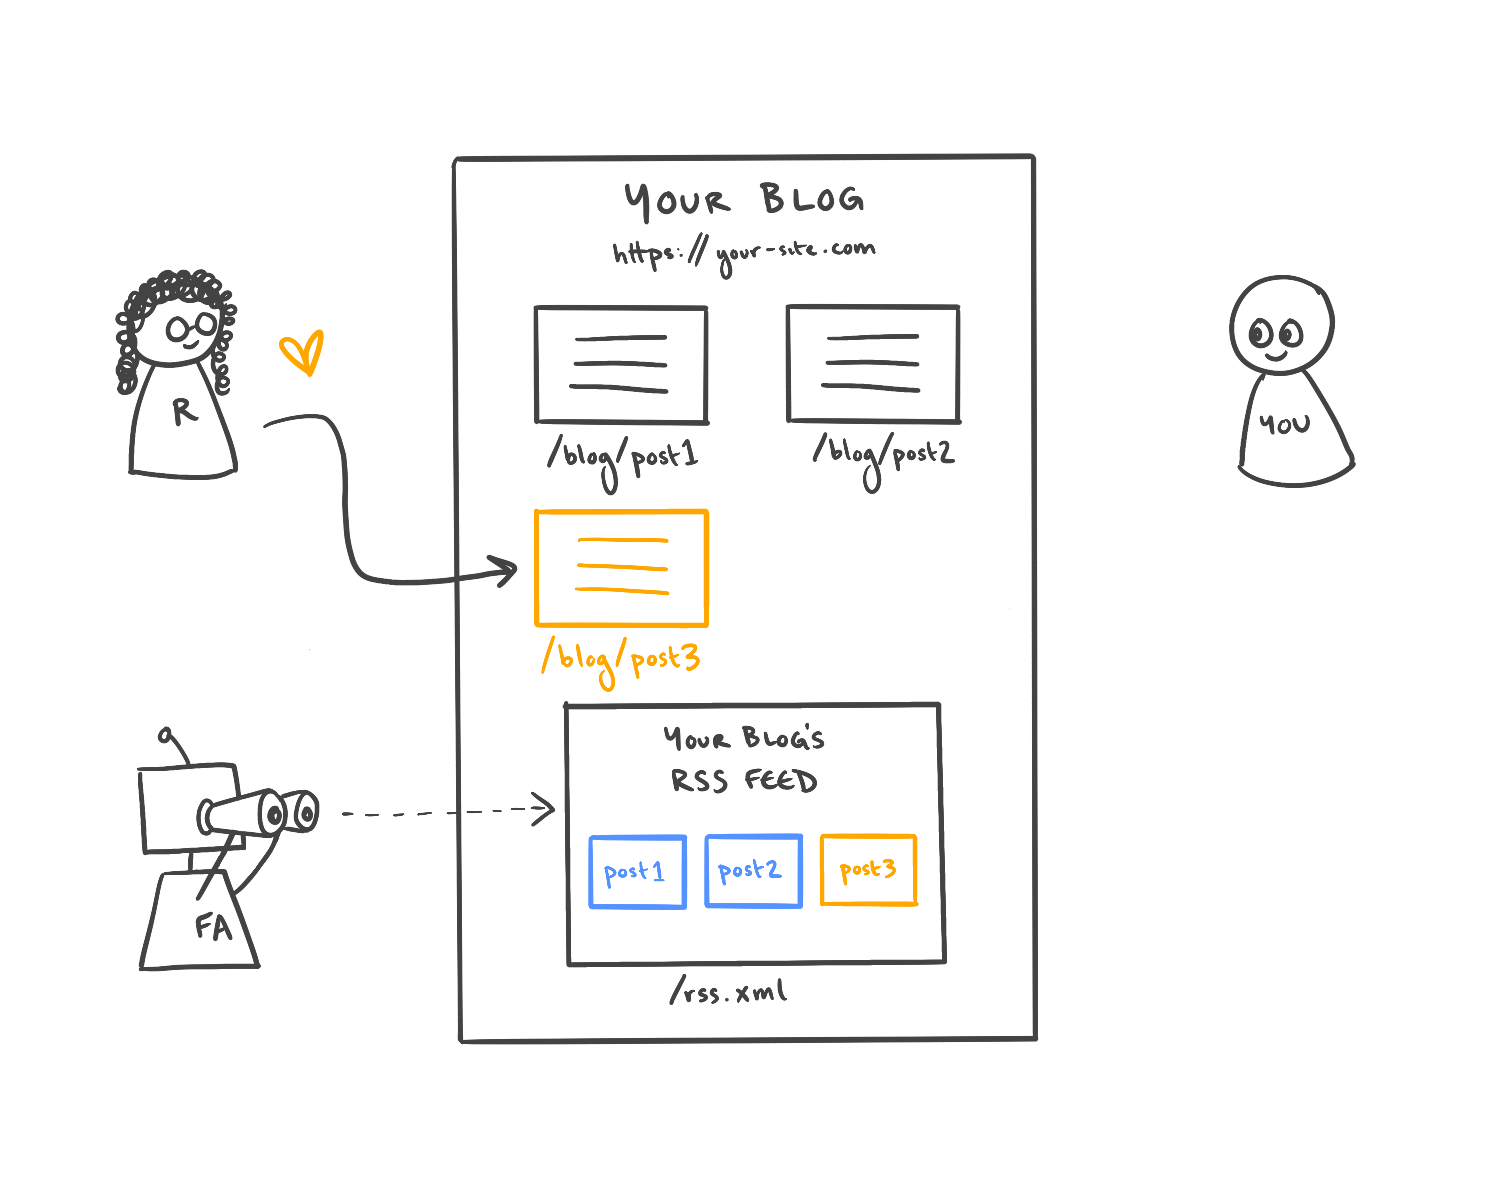 YOUR BLOG
https://your-site.com
R
YOU
/blog/post1
/blog/post2
/blog/post3
YOUR BLOG'S
RSS FEED
post1
post2
post3
FA
/rss.xml